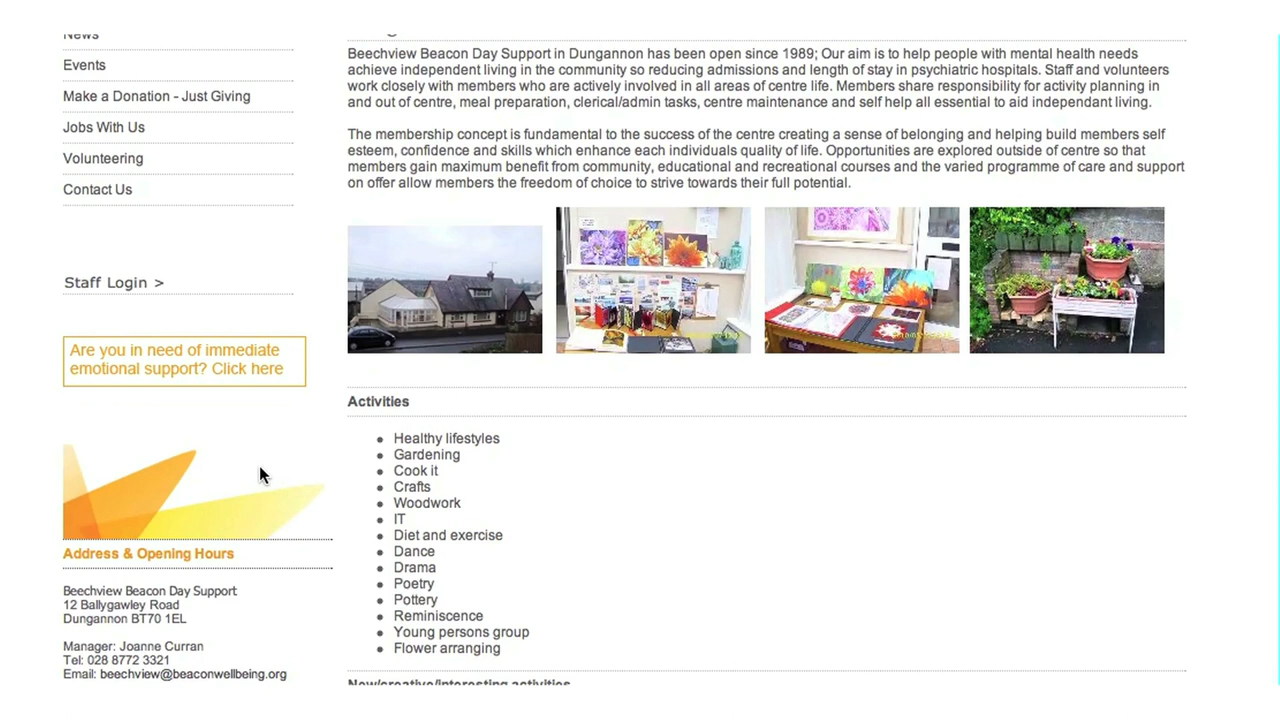 News
Events
Make a Donation - Just Giving
Jobs With Us
Volunteering
Contact Us
Staff Login >
Are you in need of immediate
emotional support? Click here
Address & Opening Hours
Beechview Beacon Day Support
12 Ballygawley Road
Dungannon BT70 1EL
Manager: Joanne Curran
Tel: 028 8772 3321
Email: beechview@beaconwellbeing.org
Beechview Beacon Day Support in Dungannon has been open since 1989; Our aim is to help people with mental health needs
achieve independent living in the community so reducing admissions and length of stay in psychiatric hospitals. Staff and volunteers
work closely with members who are actively involved in all areas of centre life. Members share responsibility for activity planning in
and out of centre, meal preparation, clerical/admin tasks, centre maintenance and self help all essential to aid independant living.
The membership concept is fundamental to the success of the centre creating a sense of belonging and helping build members self
esteem, confidence and skills which enhance each individuals quality of life. Opportunities are explored outside of centre so that
members gain maximum benefit from community, educational and recreational courses and the varied programme of care and support
on offer allow members the freedom of choice to strive towards their full potential.
Activities
Healthy lifestyles
Gardening
Cook it
Crafts
Woodwork
IT
Diet and exercise
Dance
Drama
Poetry
Pottery
Reminiscence
Young persons group
Flower arranging
New/creative/interesting activities